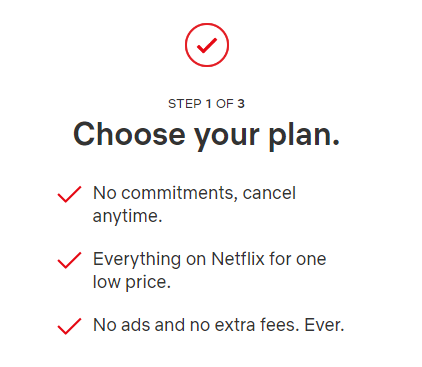 STEP 1 OF 3
Choose your plan.
No commitments, cancel
anytime.
Everything on Netflix for one
low price.
No ads and no extra fees. Ever.